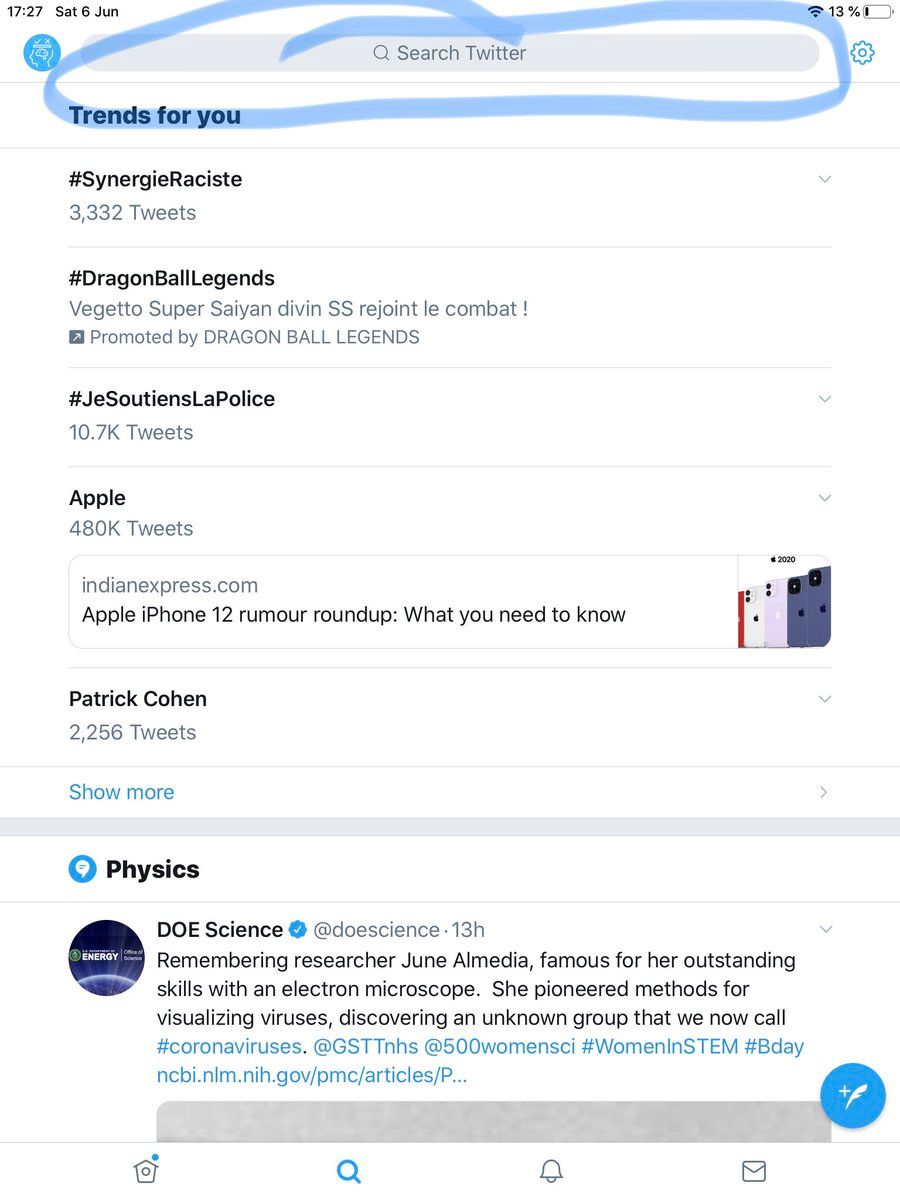 17:27 Sat 6 Jun 13 %
Search Twitter
Trends for you
#SynergieRaciste
3,332 Tweets
#DragonBallLegends
Vegetto Super Saiyan divin SS rejoint le combat !
Promoted by DRAGON BALL LEGENDS
#JeSoutiensLaPolice
10.7K Tweets
Apple
480K Tweets
indianexpress.com
Apple iPhone 12 rumour roundup: What you need to know
2020
Patrick Cohen
2,256 Tweets
Show more
Physics
DOE Science @doescience · 13h
U.S. DEPARTMENT OF
ENERGY
Office of
Science
Remembering researcher June Almedia, famous for her outstanding
skills with an electron microscope.  She pioneered methods for
visualizing viruses, discovering an unknown group that we now call
#coronaviruses. @GSTTnhs @500womensci #WomenInSTEM #Bday
ncbi.nlm.nih.gov/pmc/articles/P...